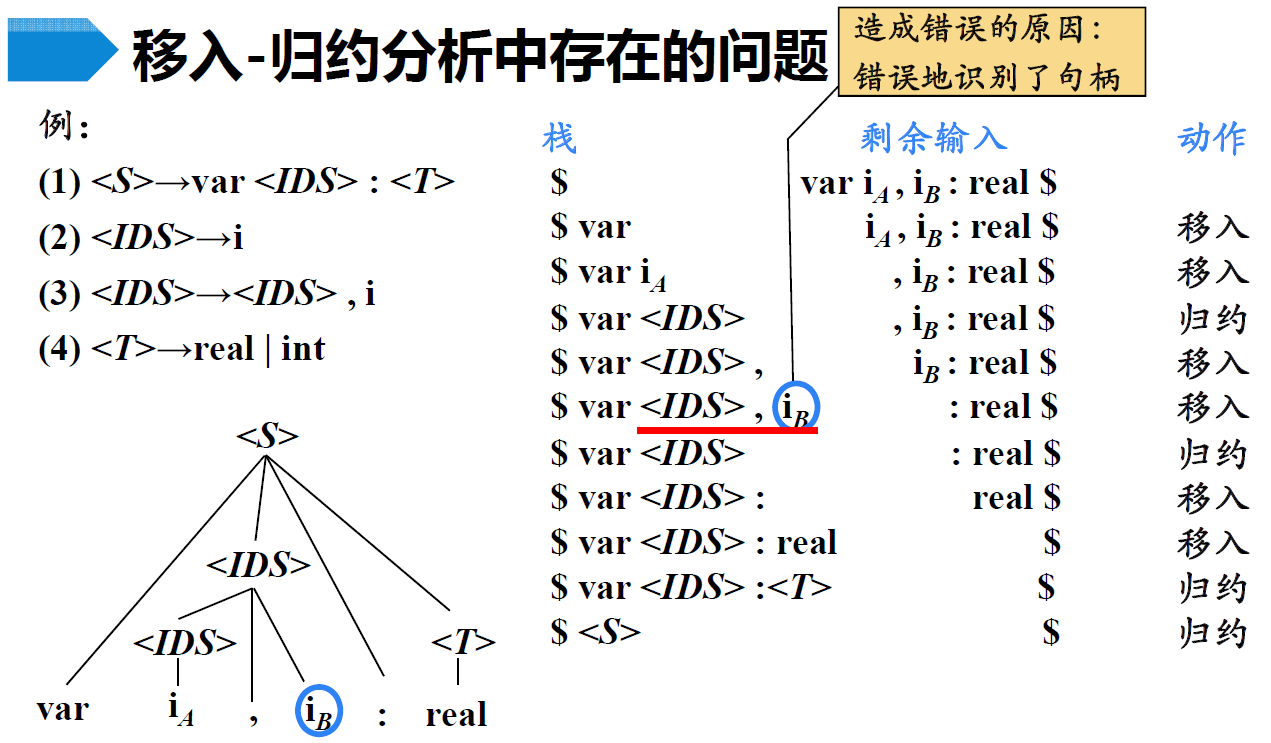 移入-归约分析中存在的问题
造成错误的原因：
错误地识别了句柄
例：
(1) <S>→var <IDS> : <T>
(2) <IDS>→i
(3) <IDS>→<IDS> , i
(4) <T>→real | int
栈 剩余输入 动作
$ var iA , iB : real $
$ var iA , iB : real $ 移入
$ var iA , iB : real $ 移入
$ var <IDS> , iB : real $ 归约
$ var <IDS> , iB : real $ 移入
$ var <IDS> , iB : real $ 移入
$ var <IDS> : real $ 归约
$ var <IDS> : real $ 移入
$ var <IDS> : real $ 移入
$ var <IDS> :<T> $ 归约
$ <S> $ 归约
<S>
<IDS>
<IDS> <T>
var iA , iB : real